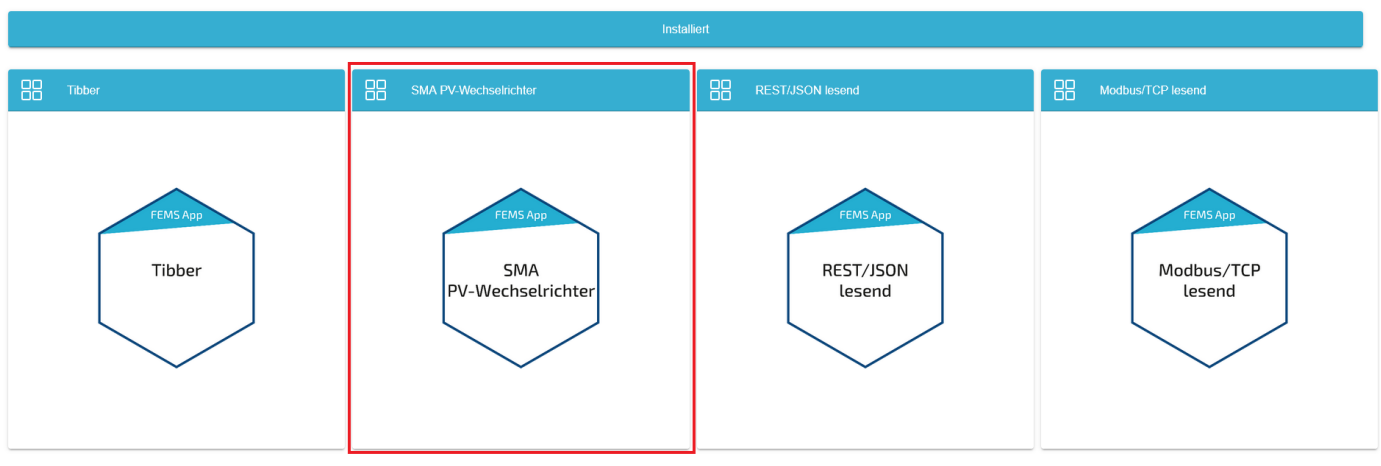 Installiert
Tibber
SMA PV-Wechselrichter
REST/JSON lesend
Modbus/TCP lesend
FEMS App
Tibber
FEMS App
SMA
PV-Wechselrichter
FEMS App
REST/JSON
lesend
FEMS App
Modbus/TCP
lesend